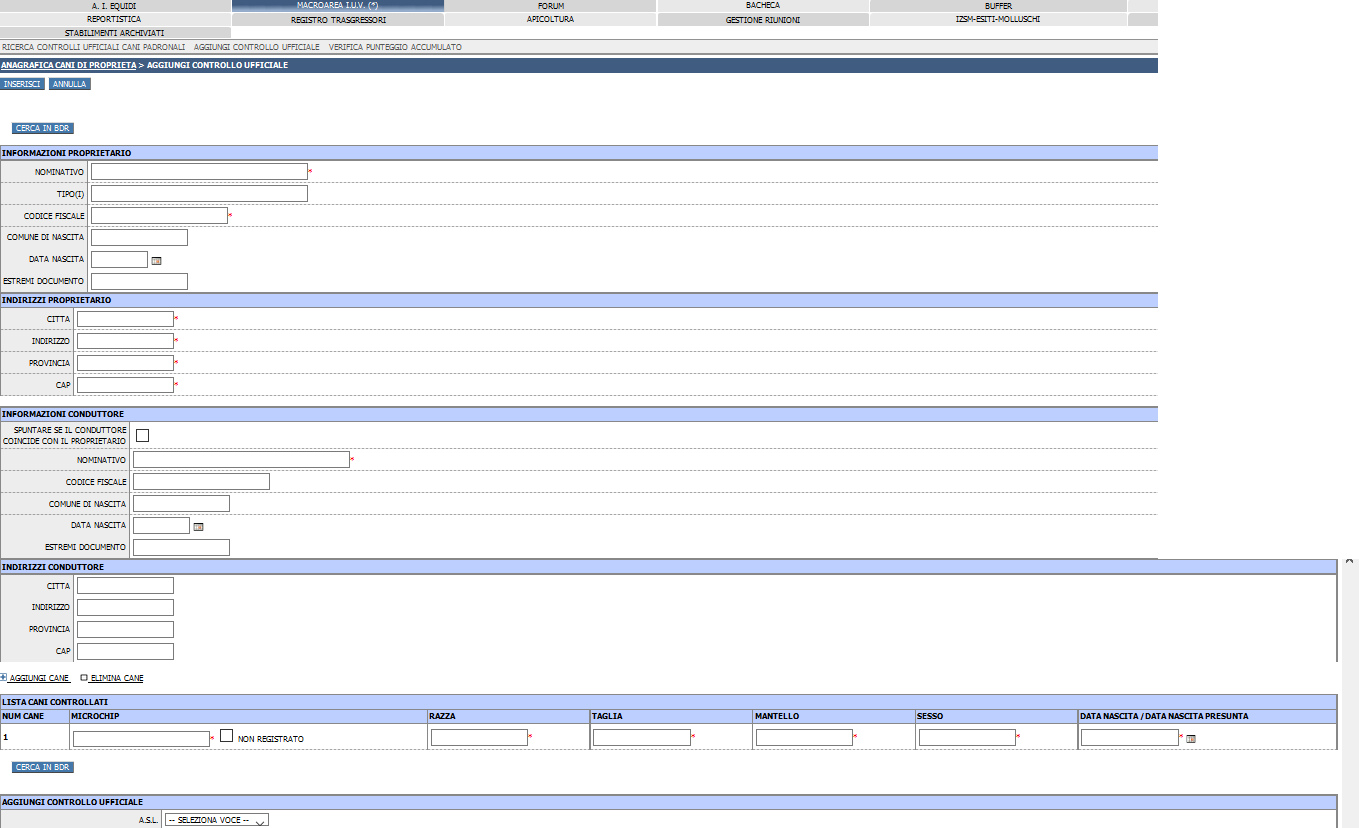 A. I. EQUIDI MACROAREA I.U.V. (*) FORUM BACHECA BUFFER
REPORTISTICA REGISTRO TRASGRESSORI APICOLTURA GESTIONE RIUNIONI IZSM-ESITI-MOLLUSCHI
STABILIMENTI ARCHIVIATI
RICERCA CONTROLLI UFFICIALI CANI PADRONALI AGGIUNGI CONTROLLO UFFICIALE VERIFICA PUNTEGGIO ACCUMULATO
ANAGRAFICA CANI DI PROPRIETA > AGGIUNGI CONTROLLO UFFICIALE
INSERISCI ANNULLA
CERCA IN BDR
INFORMAZIONI PROPRIETARIO
NOMINATIVO *
TIPO(I)
CODICE FISCALE *
COMUNE DI NASCITA
DATA NASCITA
ESTREMI DOCUMENTO
INDIRIZZI PROPRIETARIO
CITTA *
INDIRIZZO *
PROVINCIA *
CAP *
INFORMAZIONI CONDUTTORE
SPUNTARE SE IL CONDUTTORE
COINCIDE CON IL PROPRIETARIO
NOMINATIVO *
CODICE FISCALE
COMUNE DI NASCITA
DATA NASCITA
ESTREMI DOCUMENTO
INDIRIZZI CONDUTTORE
CITTA
INDIRIZZO
PROVINCIA
CAP
AGGIUNGI CANE ELIMINA CANE
LISTA CANI CONTROLLATI
NUM CANE MICROCHIP RAZZA TAGLIA MANTELLO SESSO DATA NASCITA / DATA NASCITA PRESUNTA
1 * NON REGISTRATO * * * * *
CERCA IN BDR
AGGIUNGI CONTROLLO UFFICIALE
A.S.L. -- SELEZIONA VOCE --